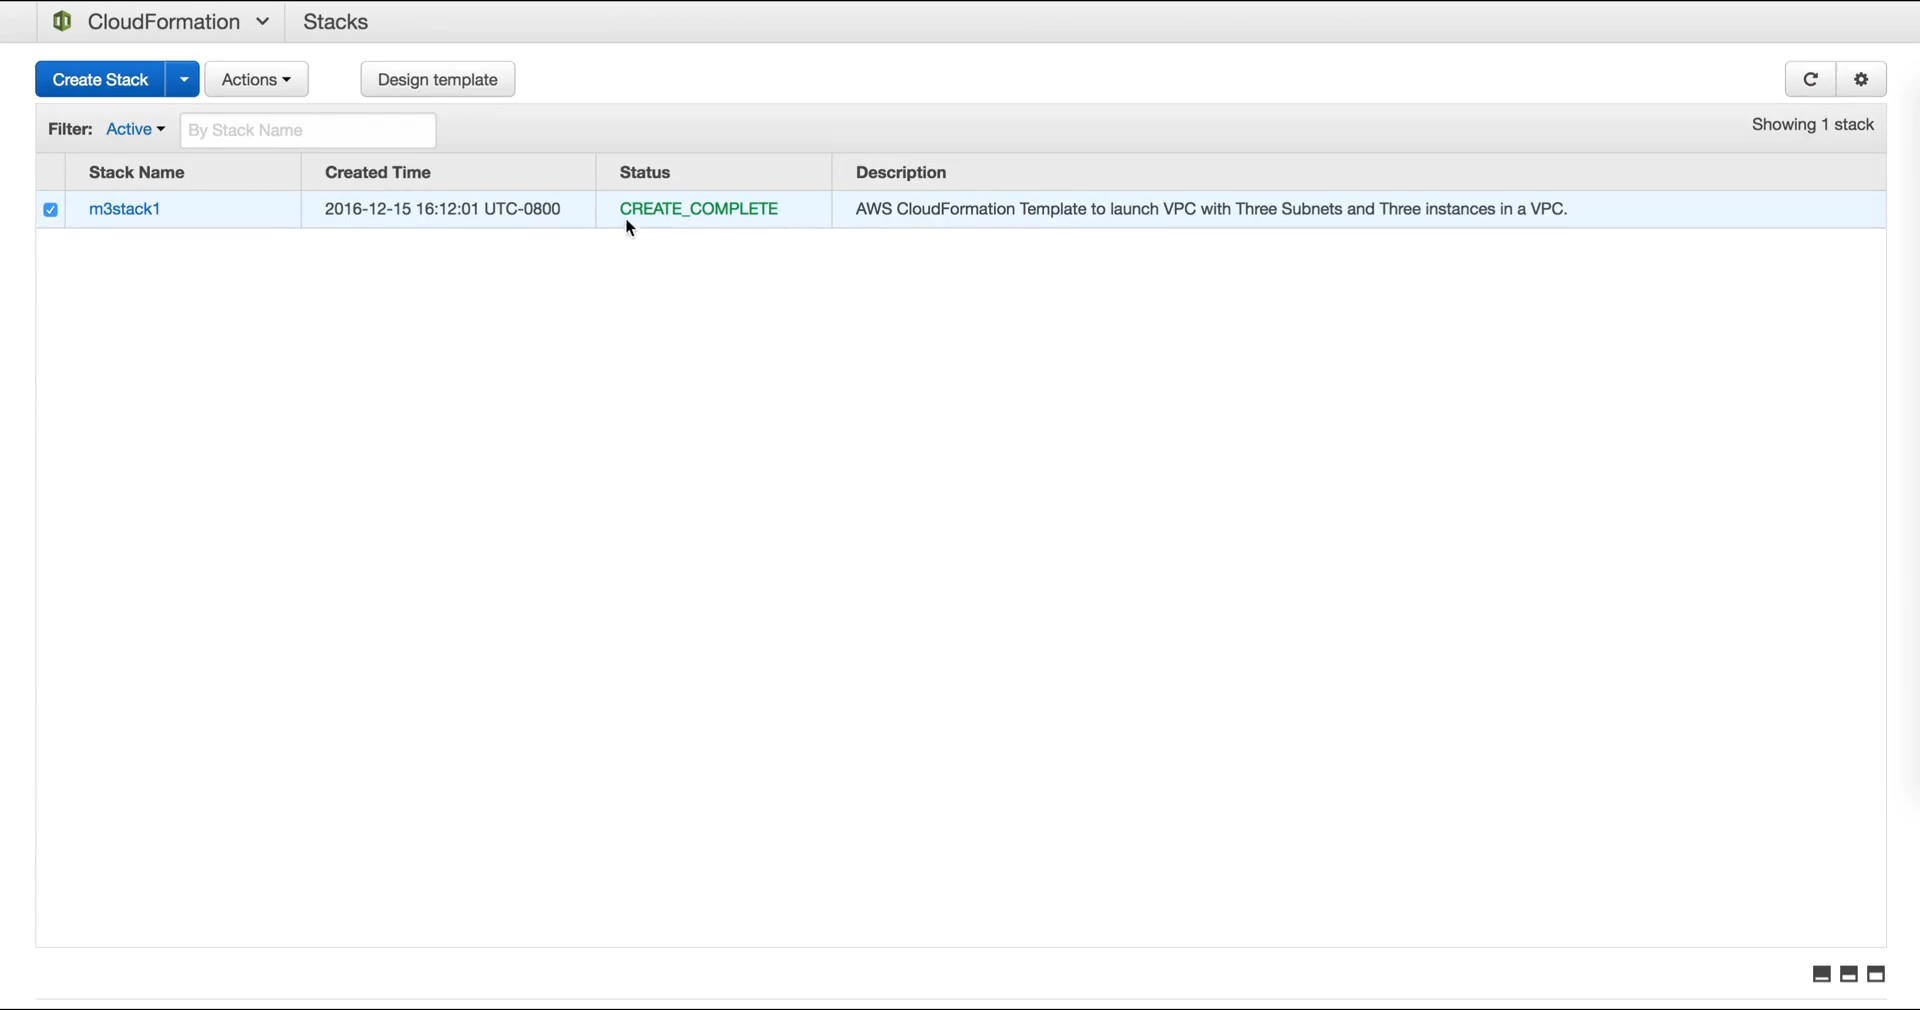 CloudFormation Stacks
Create Stack Actions Design template
Filter: Active By Stack Name Showing 1 stack
Stack Name Created Time Status Description
m3stack1 2016-12-15 16:12:01 UTC-0800 CREATE_COMPLETE AWS CloudFormation Template to launch VPC with Three Subnets and Three instances in a VPC.